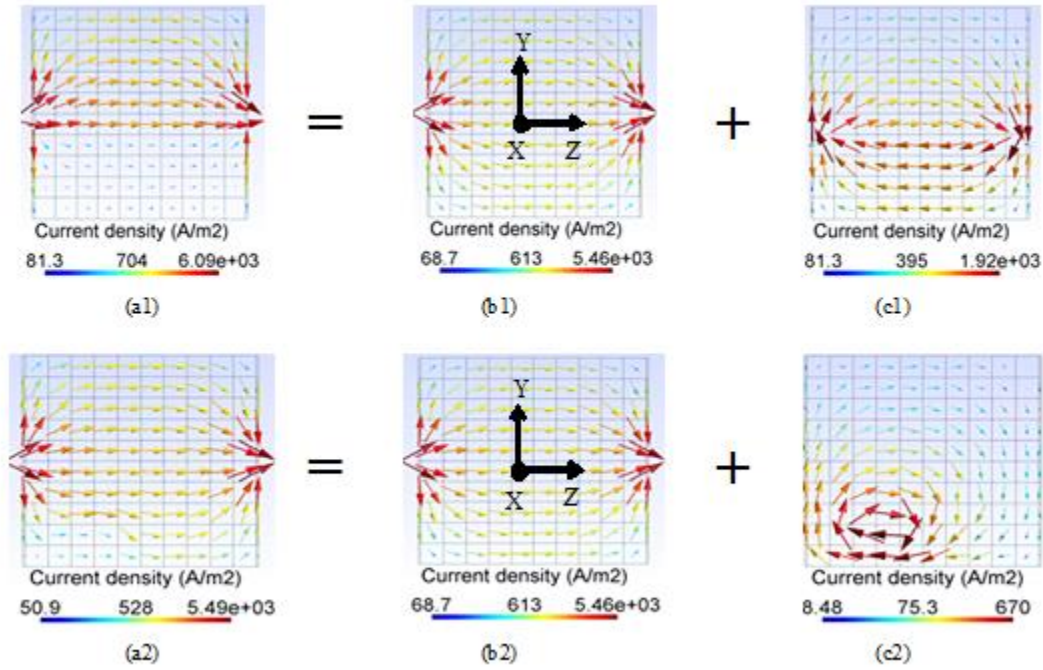 Y
= +
X Z
Current density (A/m2) Current density (A/m2) Current density (A/m2)
81.3 704 6.09e+03 68.7 613 5.46e+03 81.3 395 1.92e+03
(a1) (b1) (c1)
Y
= +
X Z
Current density (A/m2) Current density (A/m2) Current density (A/m2)
50.9 528 5.49e+03 68.7 613 5.46e+03 8.48 75.3 670
(a2) (b2) (c2)